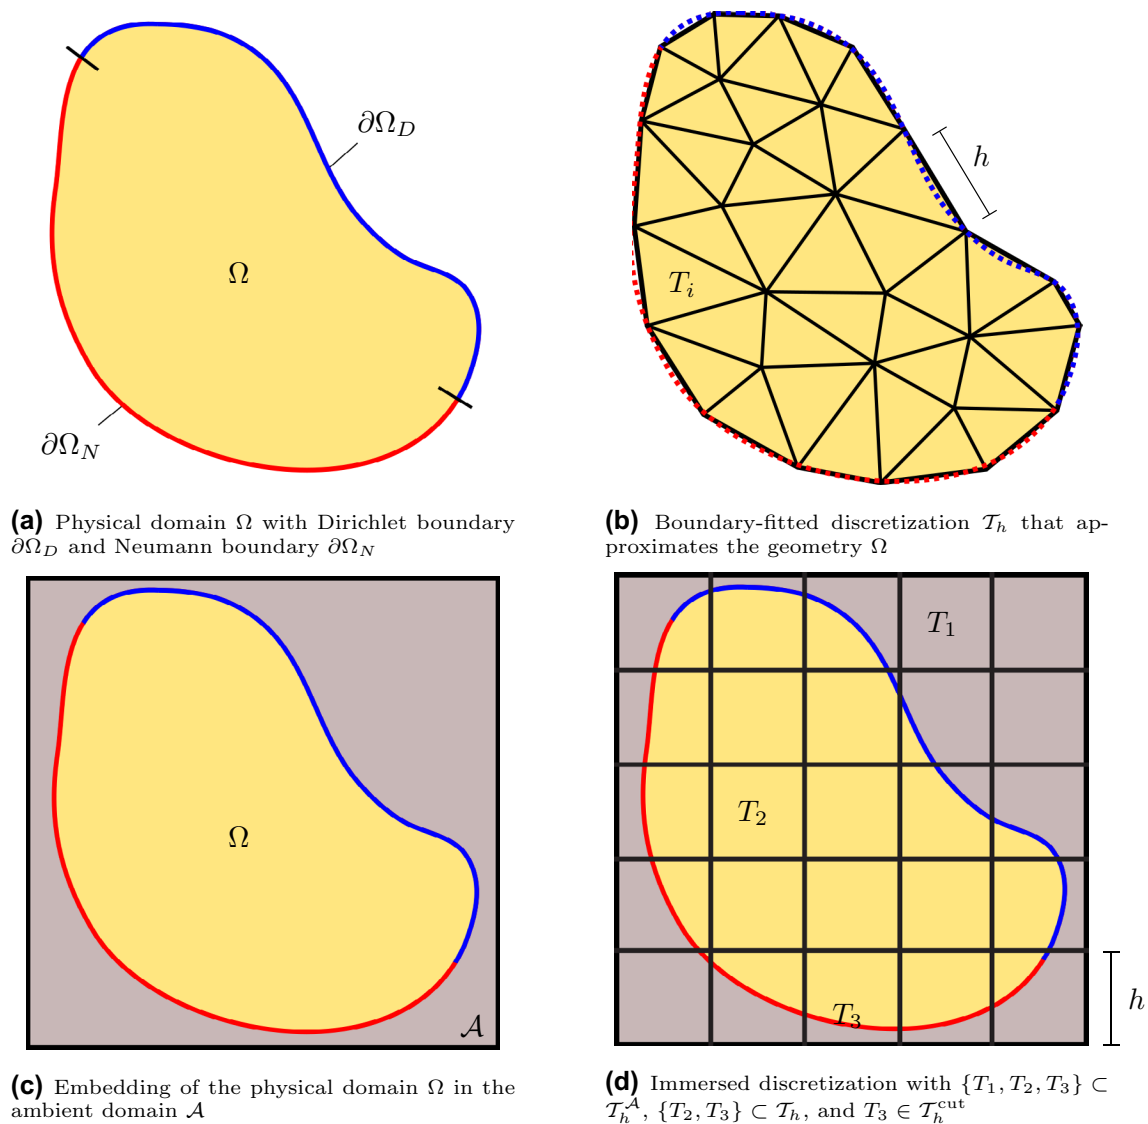 ∂Ω_D
Ω
∂Ω_N
(a) Physical domain Ω with Dirichlet boundary
∂Ω_D and Neumann boundary ∂Ω_N
h
T_i
(b) Boundary-fitted discretization 𝒯_h that ap-
proximates the geometry Ω
Ω
𝒜
(c) Embedding of the physical domain Ω in the
ambient domain 𝒜
T_1
T_2
T_3
h
(d) Immersed discretization with {T_1, T_2, T_3} ⊂
𝒯_h^𝒜, {T_2, T_3} ⊂ 𝒯_h, and T_3 ∈ 𝒯_h^cut